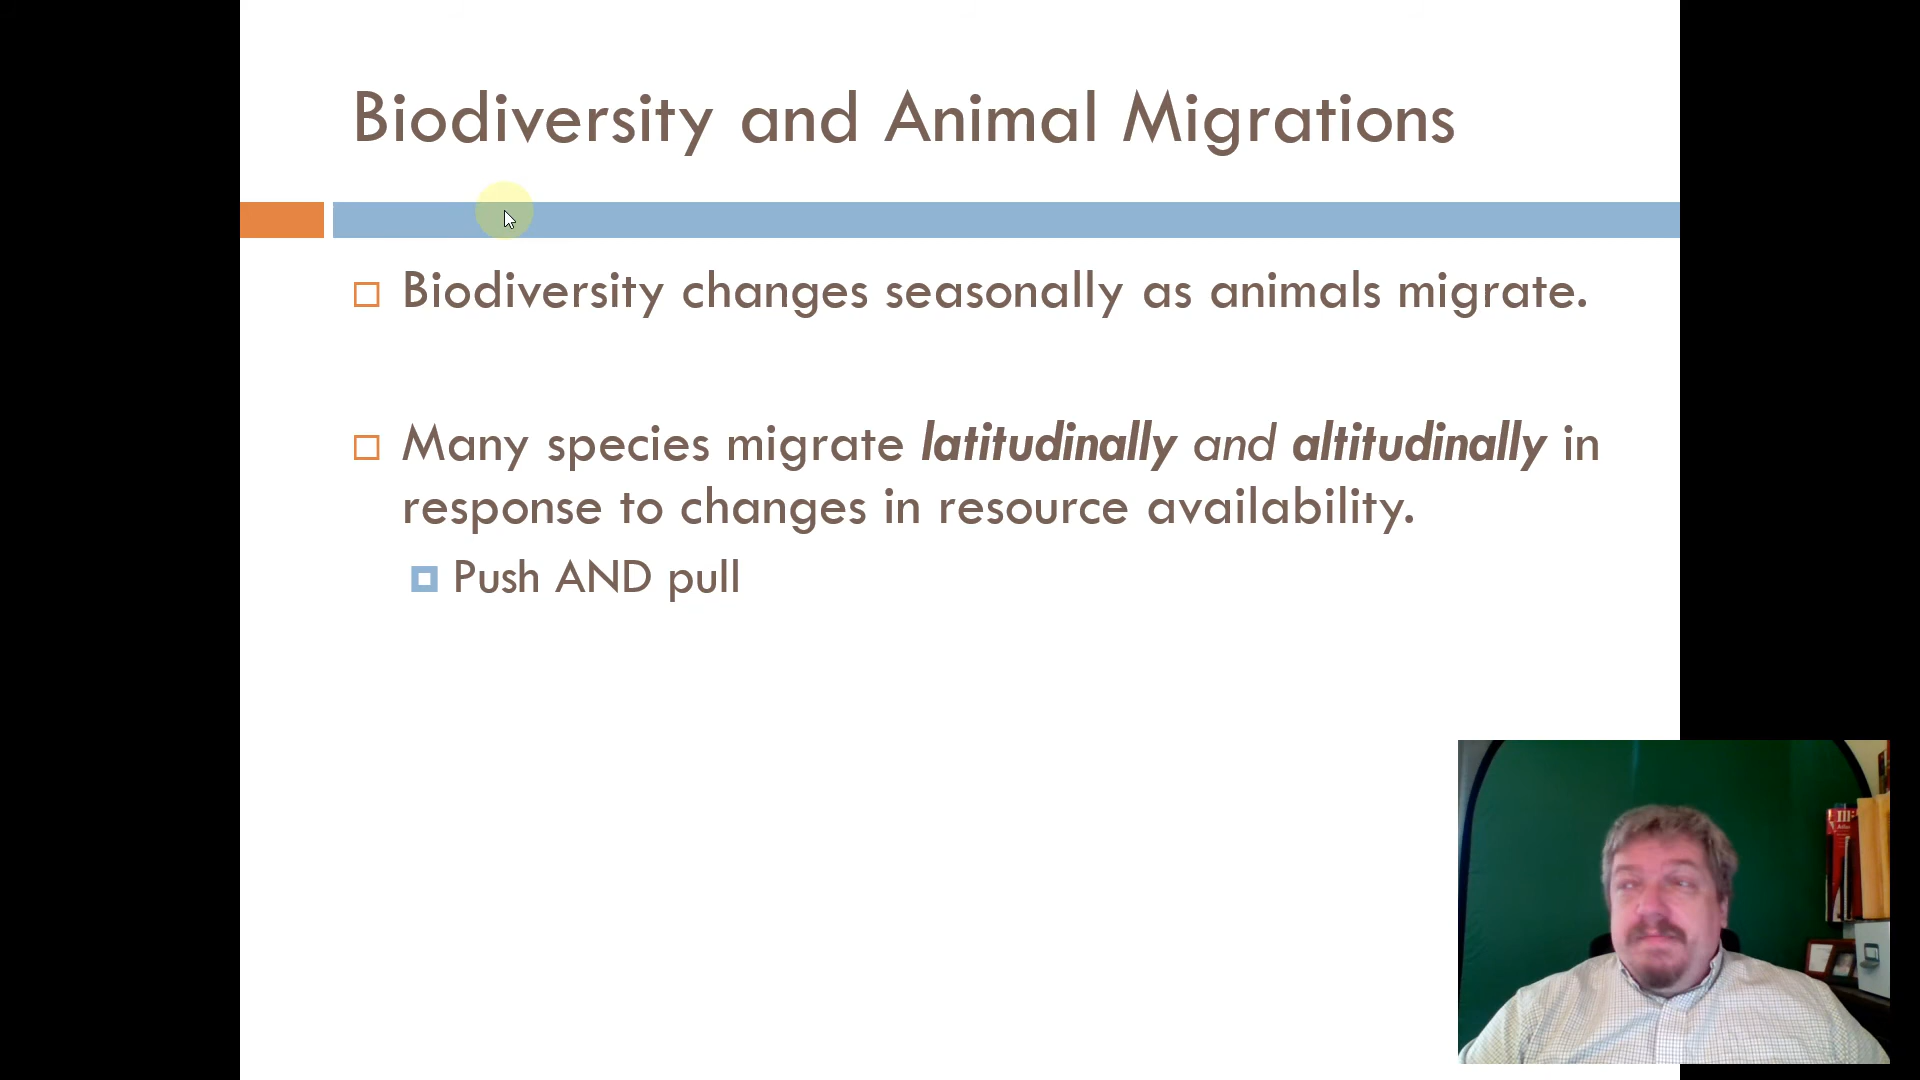 Biodiversity and Animal Migrations
Biodiversity changes seasonally as animals migrate.
Many species migrate latitudinally and altitudinally in
response to changes in resource availability.
Push AND pull